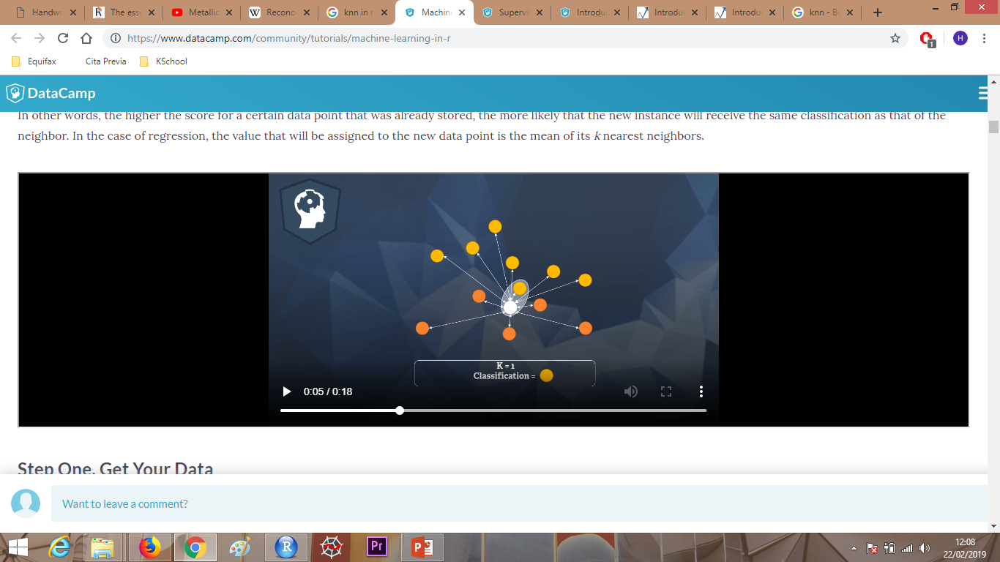 Handwr
The esse
Metallic
Recono
knn in r
Machin
Supervi
Introdu
Introdu
Introdu
knn - Bu
https://www.datacamp.com/community/tutorials/machine-learning-in-r
1
H
Equifax
Cita Previa
KSchool
DataCamp
In other words, the higher the score for a certain data point that was already stored, the more likely that the new instance will receive the same classification as that of the
neighbor. In the case of regression, the value that will be assigned to the new data point is the mean of its k nearest neighbors.
K = 1
Classification =
0:05 / 0:18
Step One. Get Your Data
Want to leave a comment?
R
Pr
P
12:08
22/02/2019